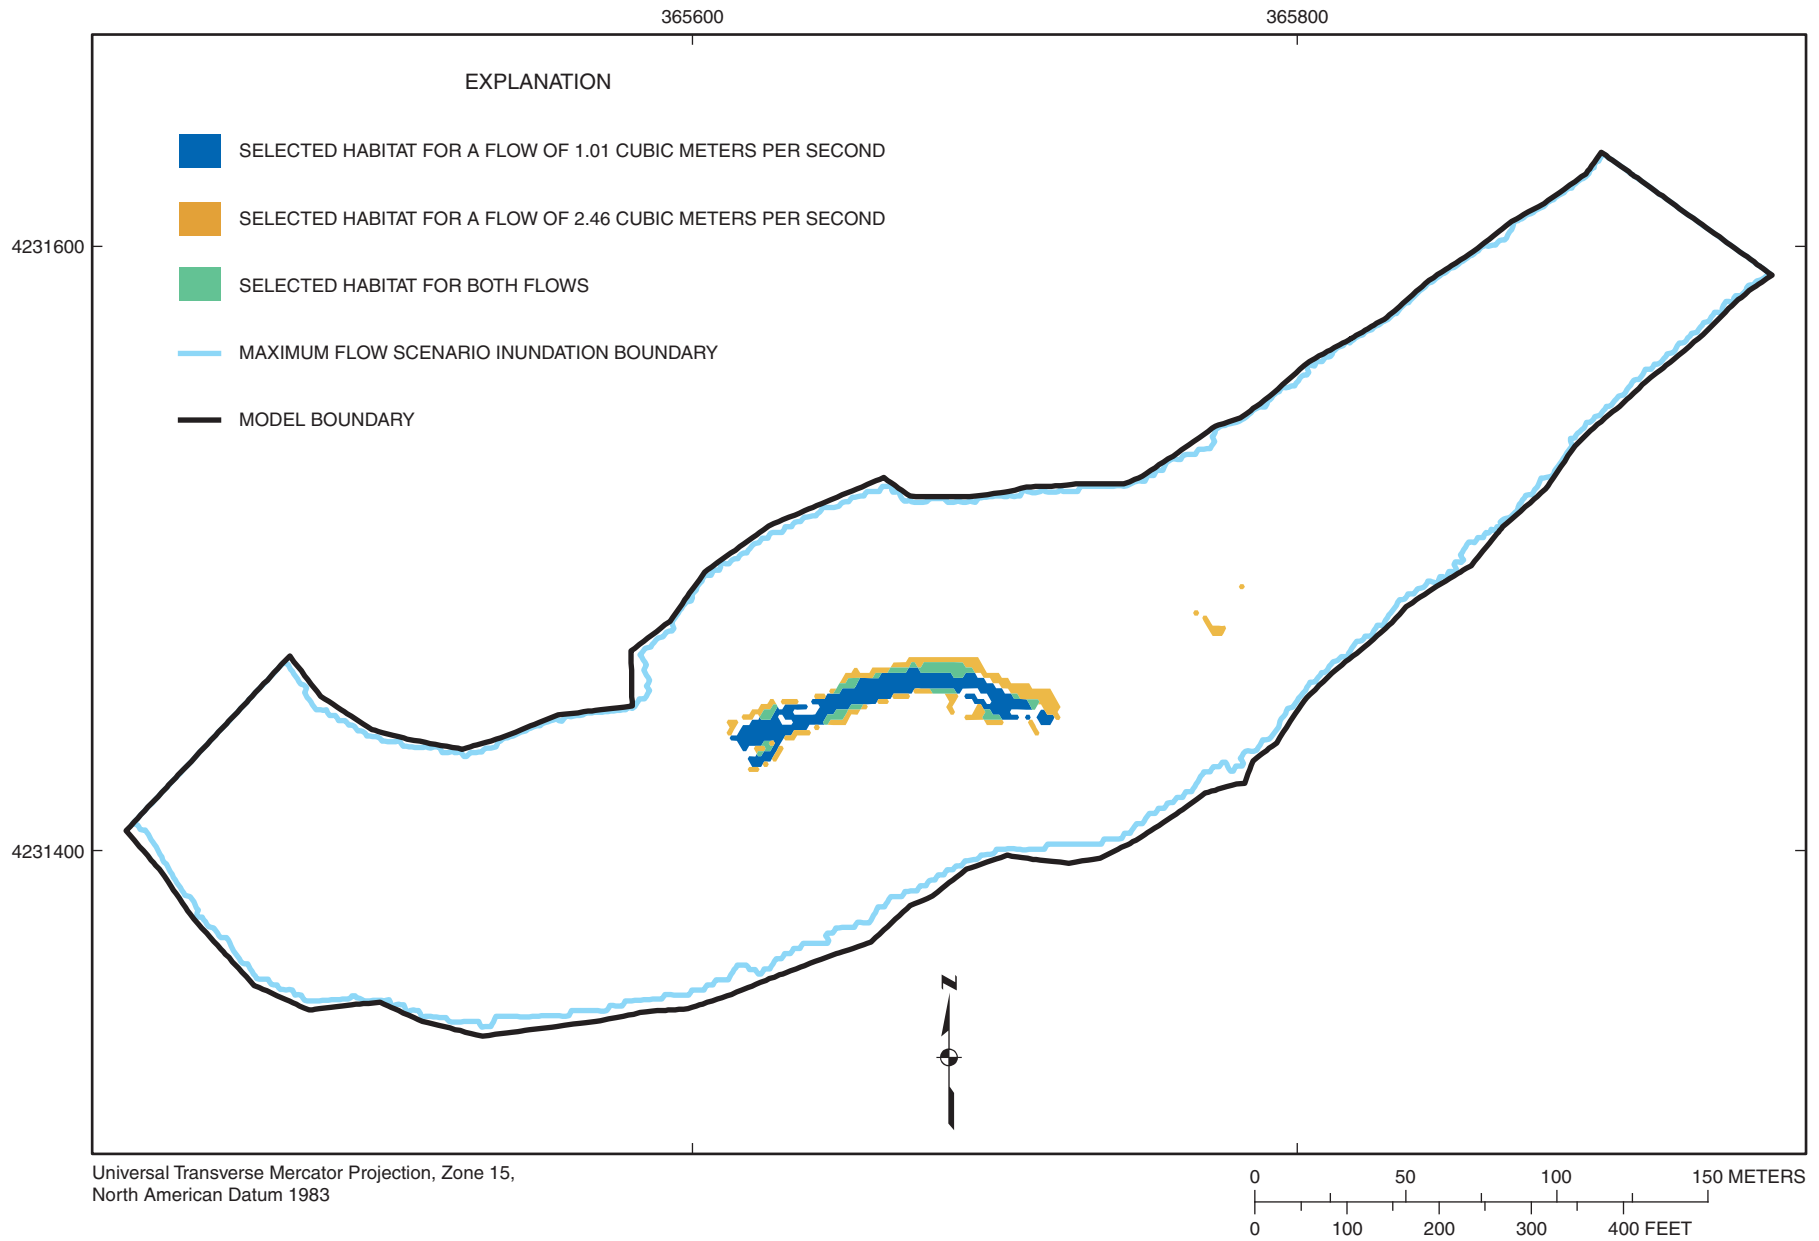 365600 365800
EXPLANATION
SELECTED HABITAT FOR A FLOW OF 1.01 CUBIC METERS PER SECOND
SELECTED HABITAT FOR A FLOW OF 2.46 CUBIC METERS PER SECOND
4231600
SELECTED HABITAT FOR BOTH FLOWS
MAXIMUM FLOW SCENARIO INUNDATION BOUNDARY
MODEL BOUNDARY
4231400
N
Universal Transverse Mercator Projection, Zone 15,
North American Datum 1983
0 50 100 150 METERS
0 100 200 300 400 FEET